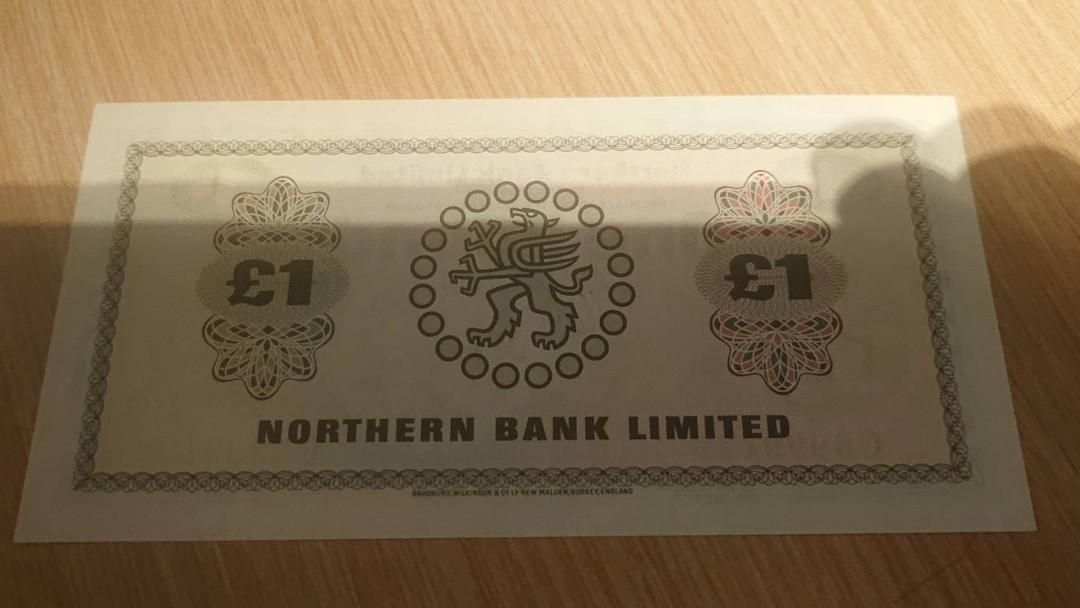 £1 £1
NORTHERN BANK LIMITED
BRADBURY, WILKINSON & Cº Lᵀ NEW MALDEN, SURREY, ENGLAND